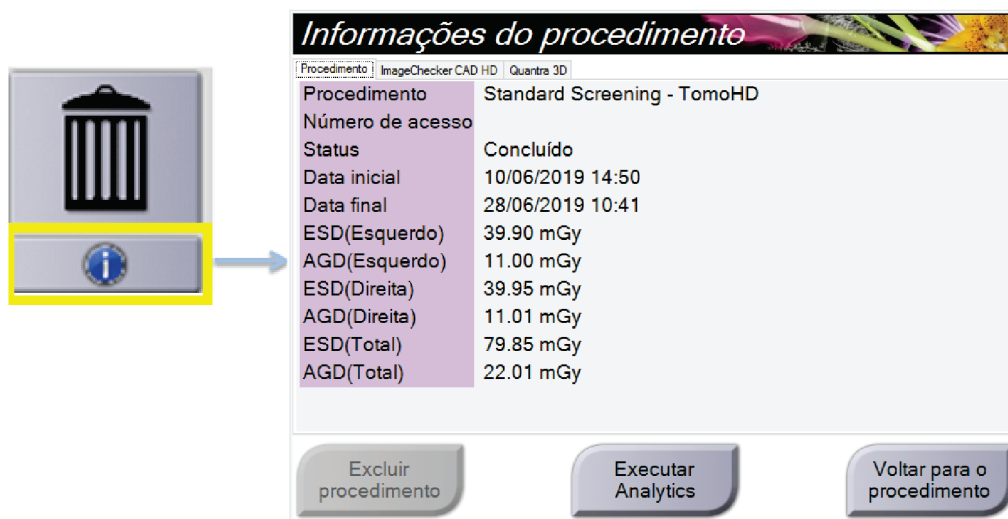 Informações do procedimento
Procedimento ImageChecker CAD HD Quantra 3D
Procedimento Standard Screening - TomoHD
Número de acesso
Status Concluído
Data inicial 10/06/2019 14:50
Data final 28/06/2019 10:41
ESD(Esquerdo) 39.90 mGy
AGD(Esquerdo) 11.00 mGy
ESD(Direita) 39.95 mGy
AGD(Direita) 11.01 mGy
ESD(Total) 79.85 mGy
AGD(Total) 22.01 mGy
Excluir
procedimento
Executar
Analytics
Voltar para o
procedimento